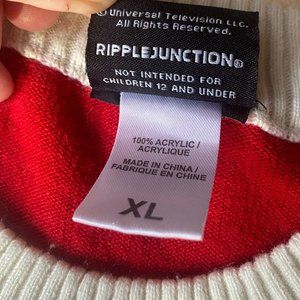 © Universal Television LLC.
All Rights Reserved.
RIPPLEJUNCTION®
NOT INTENDED FOR
CHILDREN 12 AND UNDER
100% ACRYLIC /
ACRYLIQUE
MADE IN CHINA /
FABRIQUE EN CHINE
XL